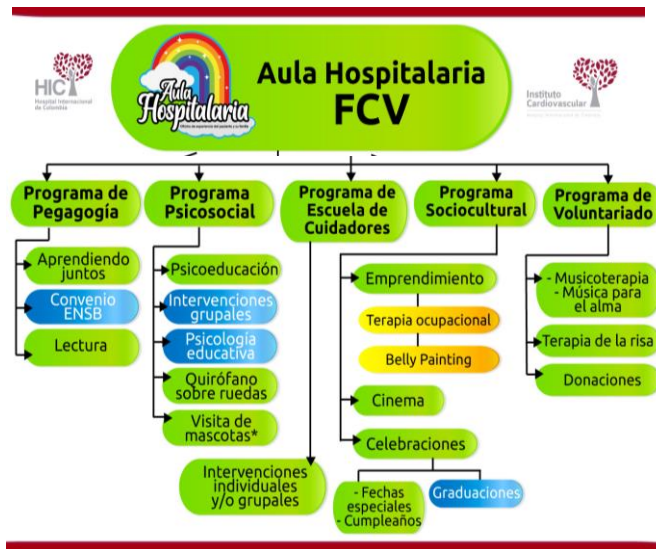 HIC
Hospital Internacional
de Colombia
Aula
Hospitalaria
Aula Hospitalaria
FCV
Instituto
Cardiovascular
Programa de
Pegagogía
Programa
Psicosocial
Programa de
Escuela de
Cuidadores
Programa
Sociocultural
Programa de
Voluntariado
Aprendiendo
juntos
Convenio
ENSB
Lectura
Psicoeducación
Intervenciones
grupales
Psicología
educativa
Quirófano
sobre ruedas
Visita de
mascotas*
Intervenciones
individuales
y/o grupales
Emprendimiento
Terapia ocupacional
Belly Painting
Cinema
Celebraciones
- Fechas
especiales
- Cumpleaños
Graduaciones
- Musicoterapia
- Música para
el alma
Terapia de la risa
Donaciones